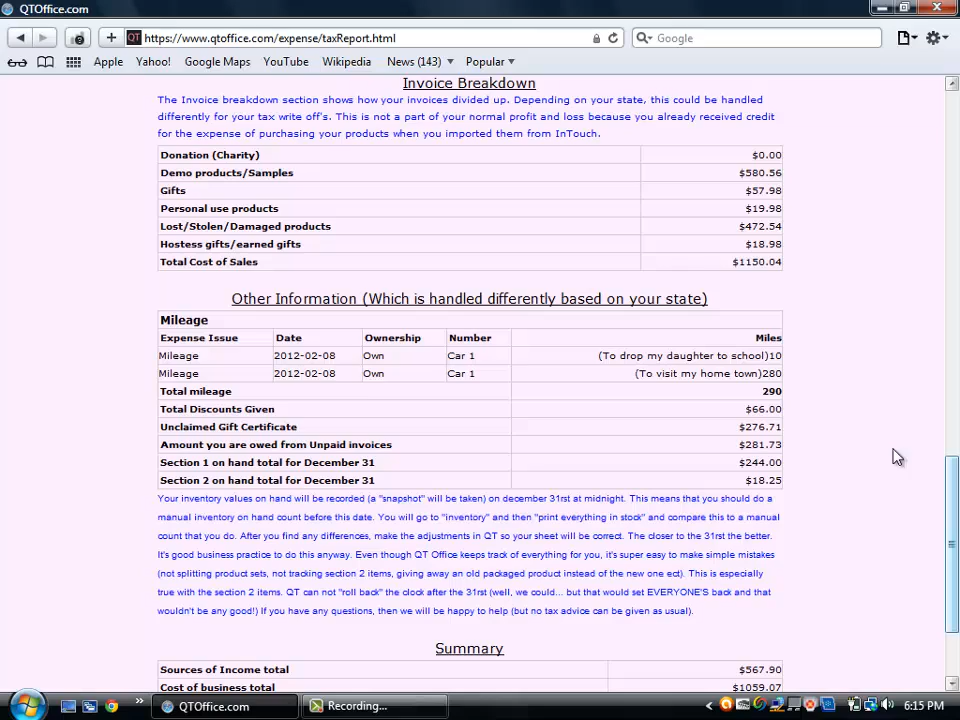 QTOffice.com
https://www.qtoffice.com/expense/taxReport.html
Google
Apple Yahoo! Google Maps YouTube Wikipedia News (143) Popular
Invoice Breakdown
The Invoice breakdown section shows how your invoices divided up. Depending on your state, this could be handled
differently for your tax write off's. This is not a part of your normal profit and loss because you already received credit
for the expense of purchasing your products when you imported them from InTouch.
Donation (Charity) $0.00
Demo products/Samples $580.56
Gifts $57.98
Personal use products $19.98
Lost/Stolen/Damaged products $472.54
Hostess gifts/earned gifts $18.98
Total Cost of Sales $1150.04
Other Information (Which is handled differently based on your state)
Mileage
Expense Issue Date Ownership Number Miles
Mileage 2012-02-08 Own Car 1 (To drop my daughter to school)10
Mileage 2012-02-08 Own Car 1 (To visit my home town)280
Total mileage 290
Total Discounts Given $66.00
Unclaimed Gift Certificate $276.71
Amount you are owed from Unpaid invoices $281.73
Section 1 on hand total for December 31 $244.00
Section 2 on hand total for December 31 $18.25
Your inventory values on hand will be recorded (a "snapshot" will be taken) on december 31rst at midnight. This means that you should do a
manual inventory on hand count before this date. You will go to "inventory" and then "print everything in stock" and compare this to a manual
count that you do. After you find any differences, make the adjustments in QT so your sheet will be correct. The closer to the 31rst the better.
It's good business practice to do this anyway. Even though QT Office keeps track of everything for you, it's super easy to make simple mistakes
(not splitting product sets, not tracking section 2 items, giving away an old packaged product instead of the new one ect). This is especially
true with the section 2 items. QT can not "roll back" the clock after the 31rst (well, we could... but that would set EVERYONE'S back and that
wouldn't be any good!) If you have any questions, then we will be happy to help (but no tax advice can be given as usual).
Summary
Sources of Income total $567.90
Cost of business total $1059.07
QTOffice.com Recording... 6:15 PM